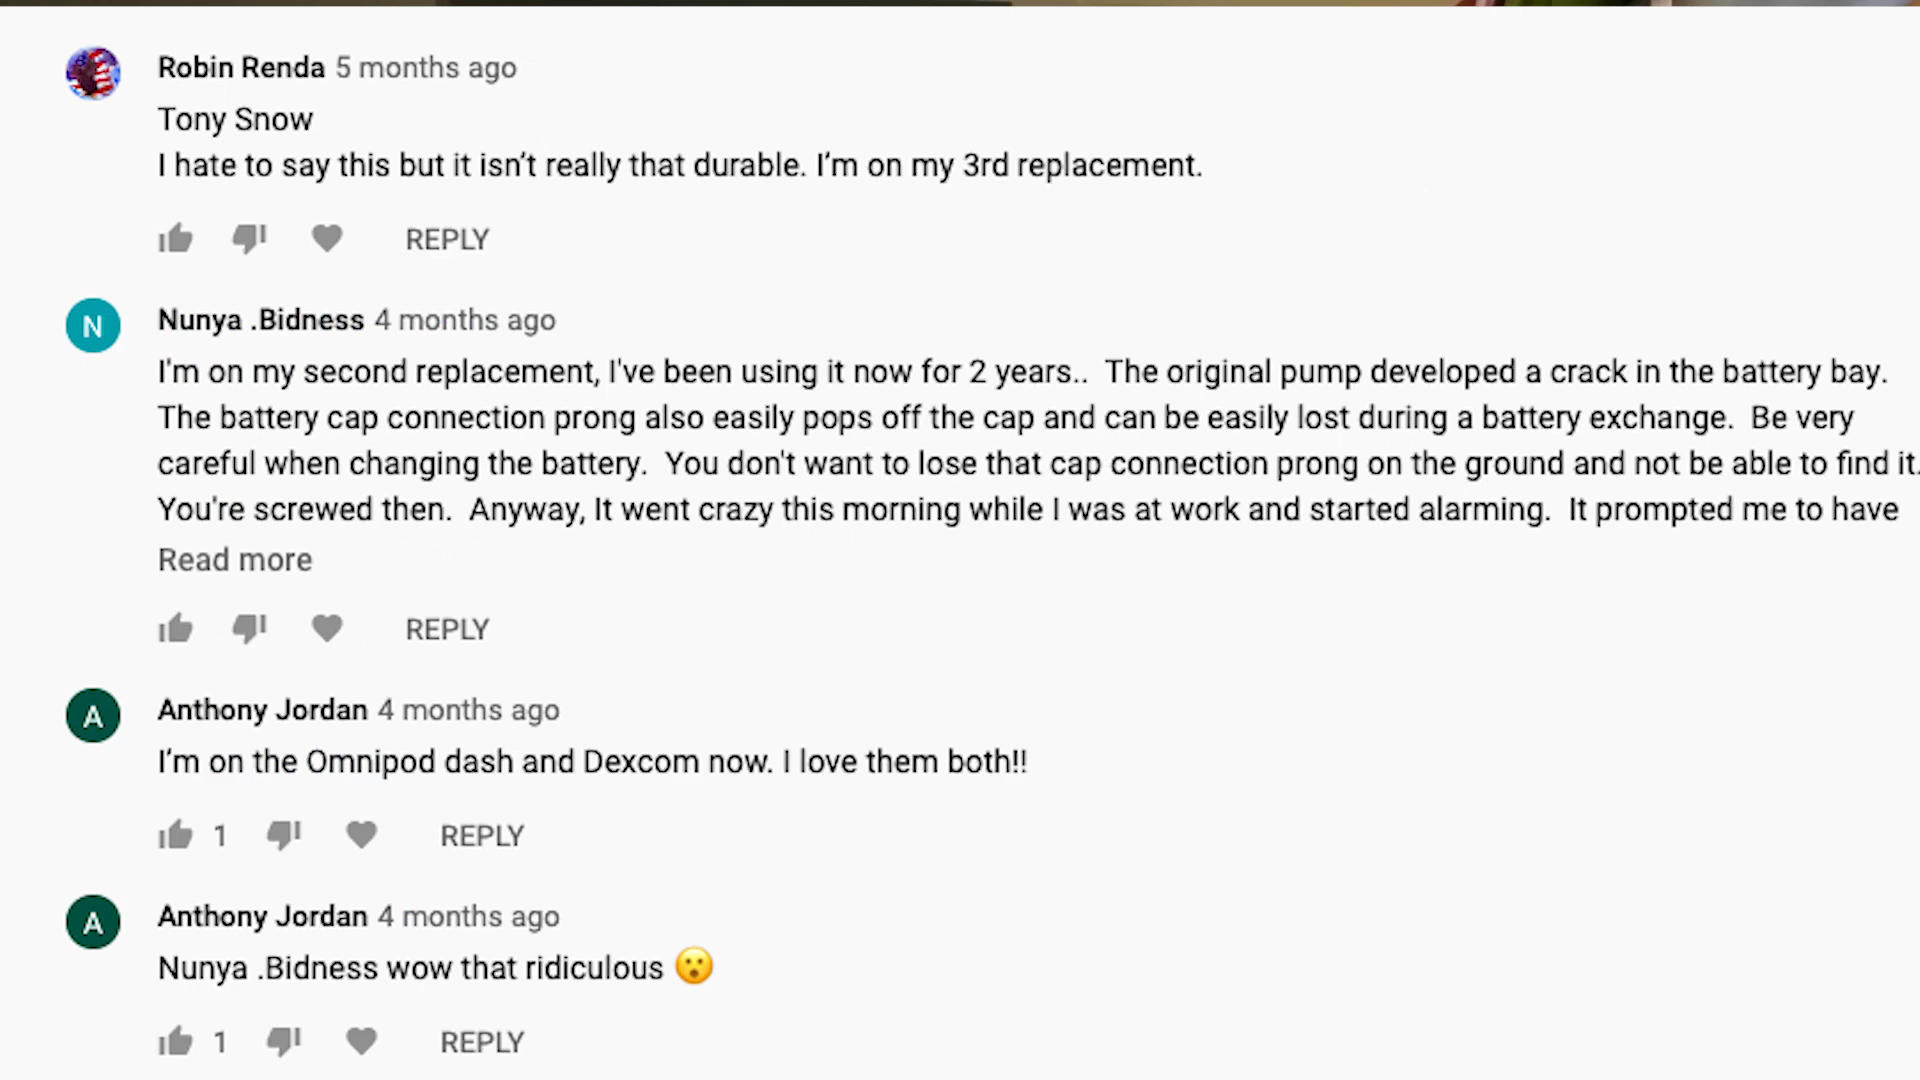 Robin Renda 5 months ago
Tony Snow
I hate to say this but it isn’t really that durable. I’m on my 3rd replacement.
REPLY
N
Nunya .Bidness 4 months ago
I'm on my second replacement, I've been using it now for 2 years..  The original pump developed a crack in the battery bay.
The battery cap connection prong also easily pops off the cap and can be easily lost during a battery exchange.  Be very
careful when changing the battery.  You don't want to lose that cap connection prong on the ground and not be able to find it.
You're screwed then.  Anyway, It went crazy this morning while I was at work and started alarming.  It prompted me to have
Read more
REPLY
A
Anthony Jordan 4 months ago
I’m on the Omnipod dash and Dexcom now. I love them both!!
1 REPLY
A
Anthony Jordan 4 months ago
Nunya .Bidness wow that ridiculous 😮
1 REPLY